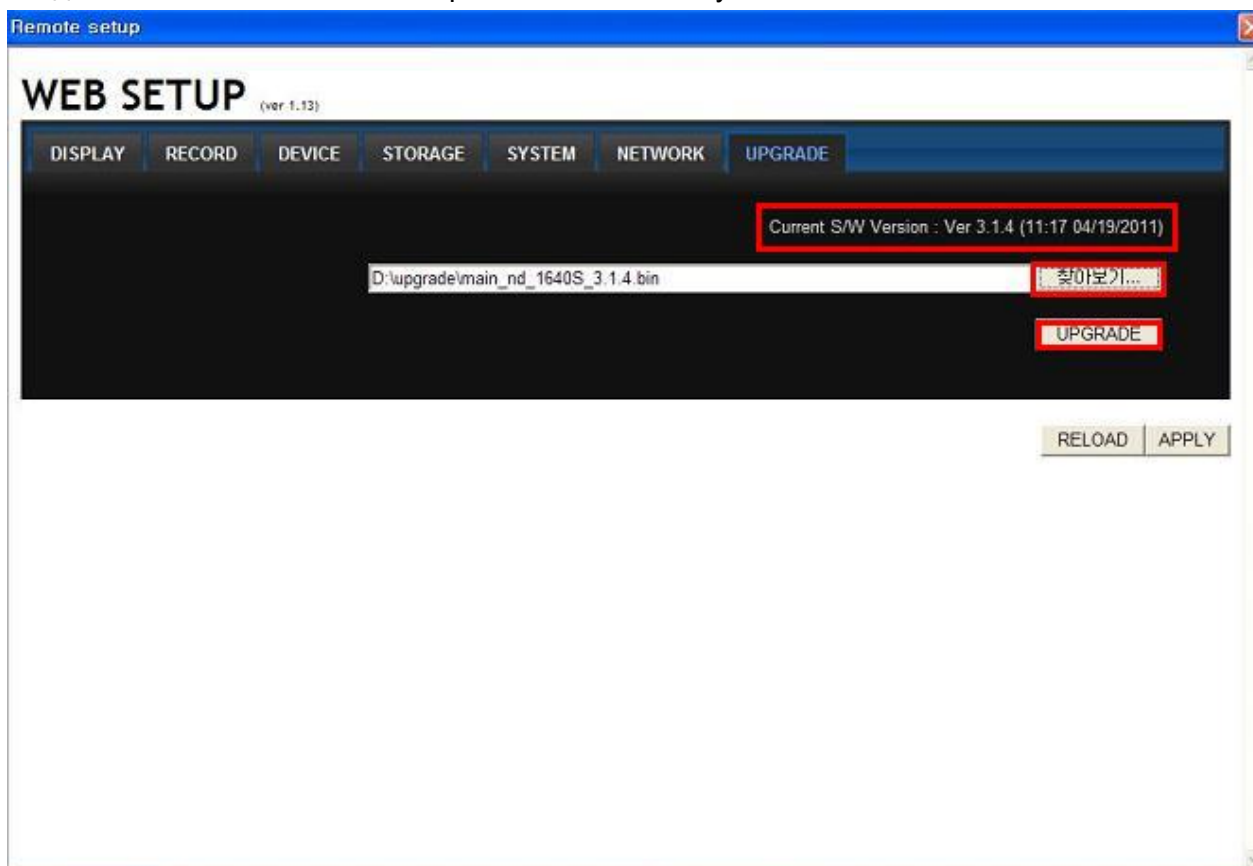 Remote setup
WEB SETUP (ver 1.13)
DISPLAY RECORD DEVICE STORAGE SYSTEM NETWORK UPGRADE
Current S/W Version : Ver 3.1.4 (11:17 04/19/2011)
D:\upgrade\main_nd_1640S_3.1.4.bin 찾아보기...
UPGRADE
RELOAD APPLY